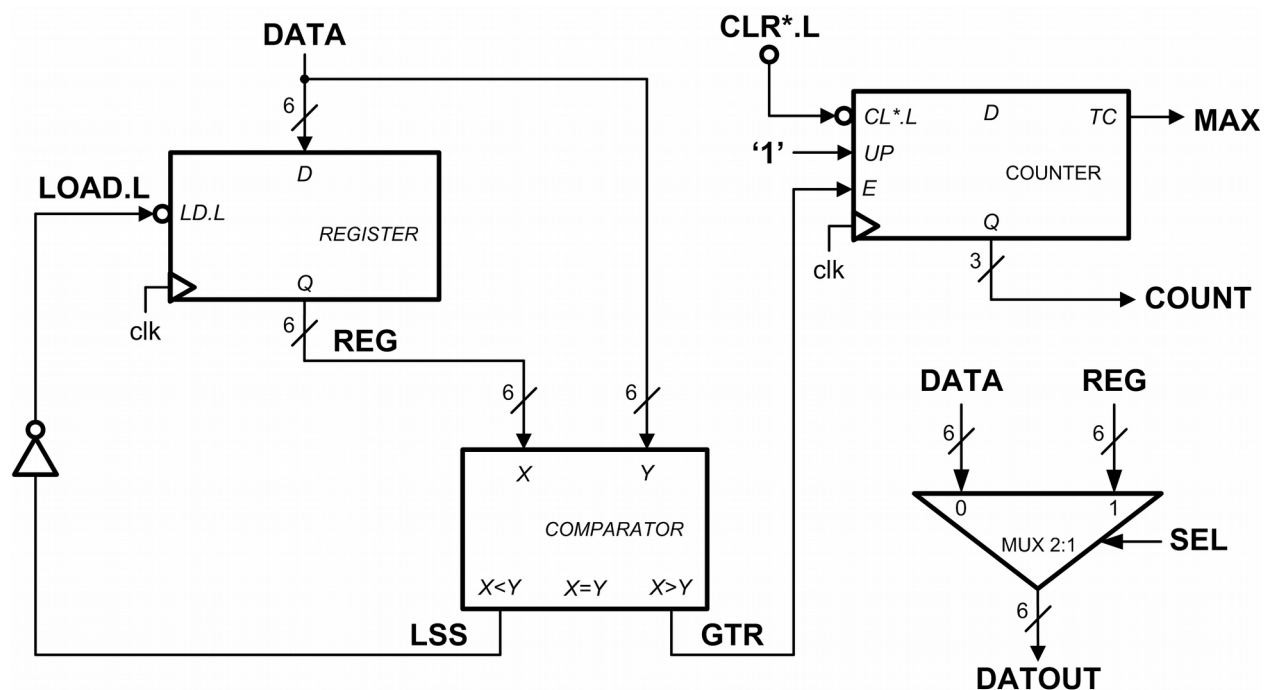 DATA
CLR*.L
6
D
LOAD.L
LD.L
REGISTER
Q
clk
6
REG
CL*.L
D
TC
MAX
‘1’
UP
COUNTER
E
Q
clk
3
COUNT
6
6
X
Y
COMPARATOR
X<Y
X=Y
X>Y
LSS
GTR
DATA
REG
6
6
0
1
MUX 2:1
SEL
6
DATOUT